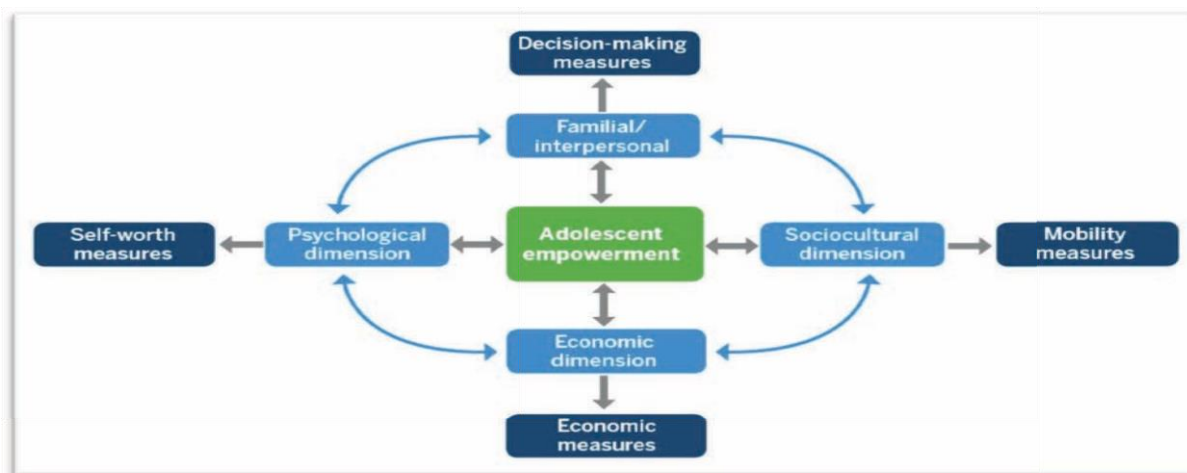 Decision-making
measures
Familial/
interpersonal
Self-worth
measures
Psychological
dimension
Adolescent
empowerment
Sociocultural
dimension
Mobility
measures
Economic
dimension
Economic
measures